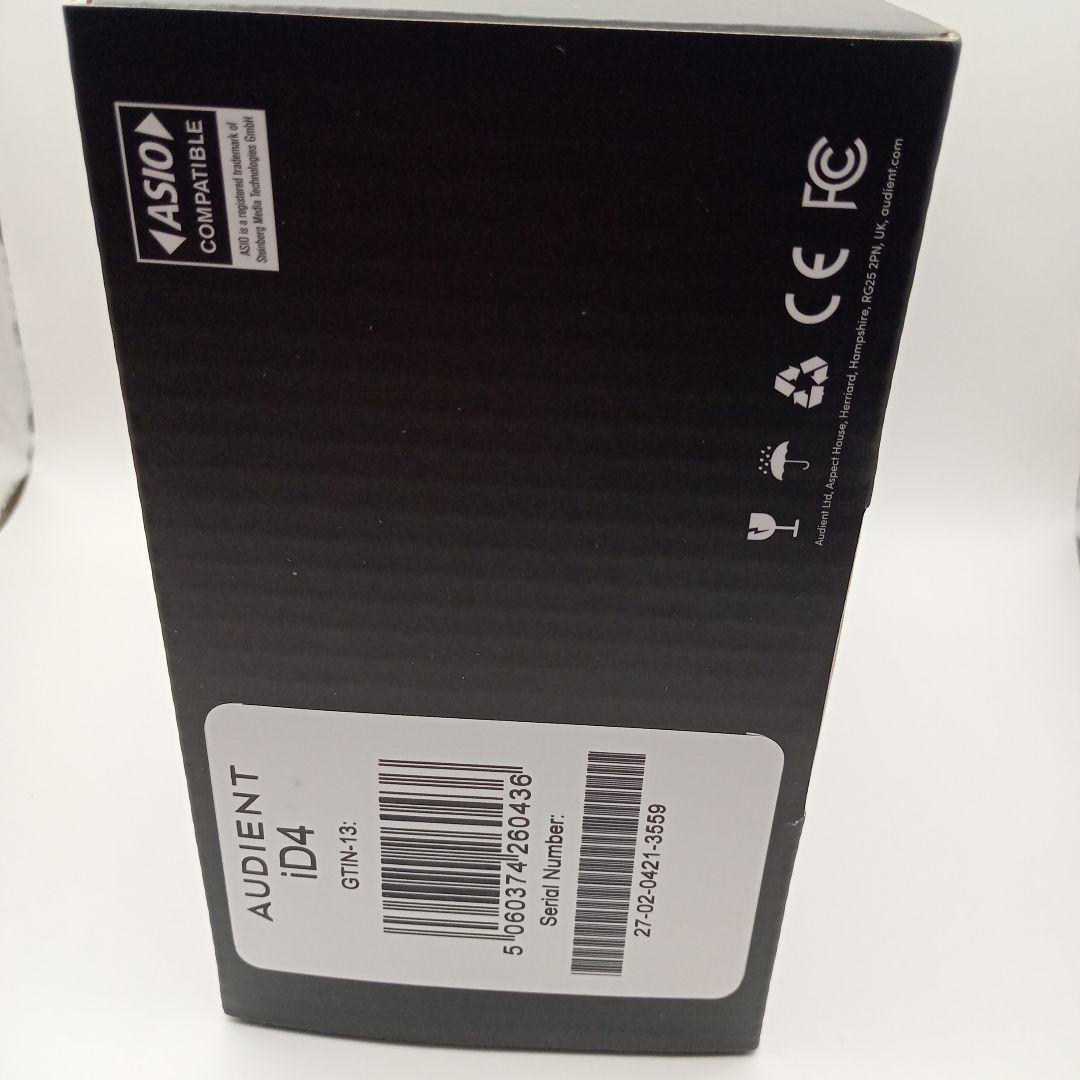 ASIO
COMPATIBLE
ASIO is a registered trademark of
Steinberg Media Technologies GmbH
FC
CE
Audient Ltd, Aspect House, Herriard, Hampshire, RG25 2PN, UK, audient.com
AUDIENT
iD4
GTIN-13:
5 060374 260436
Serial Number:
27-02-0421-3559